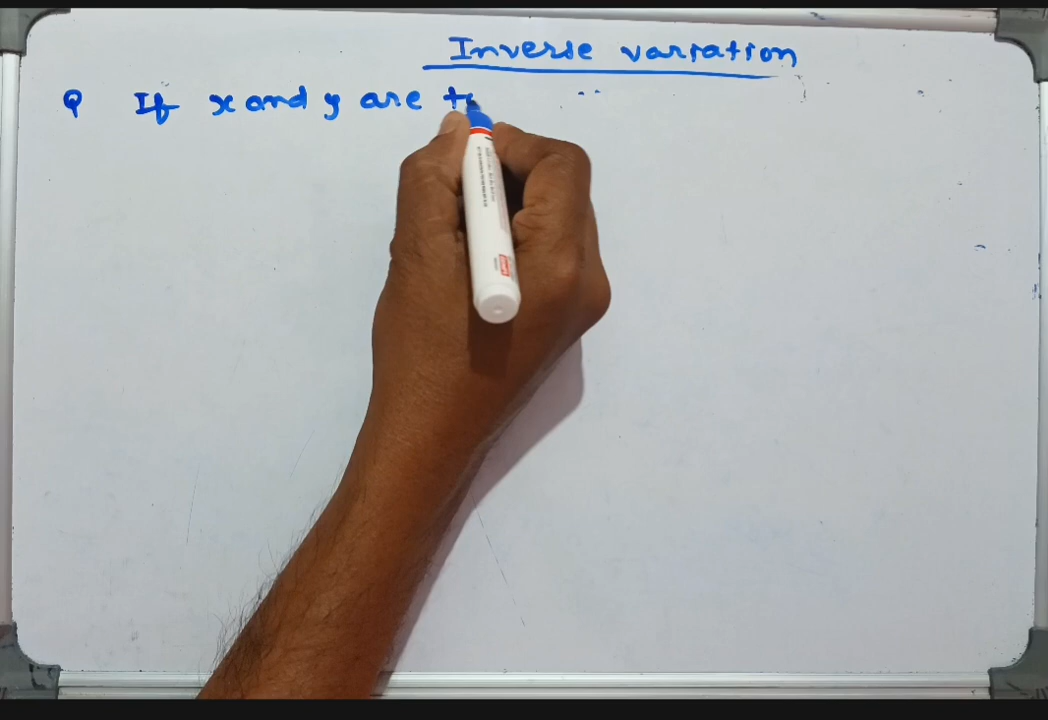 Inverse variation
Q If x and y are